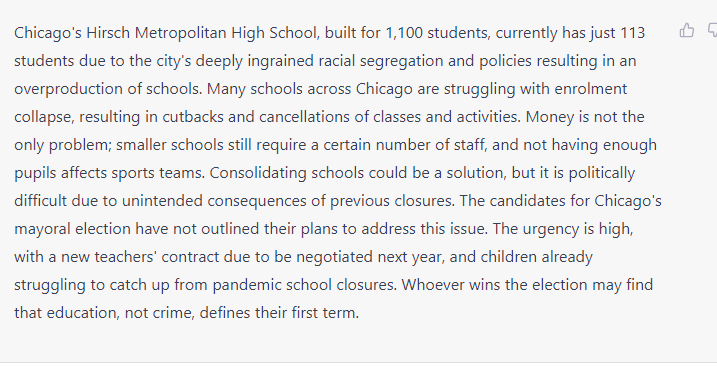 Chicago's Hirsch Metropolitan High School, built for 1,100 students, currently has just 113
students due to the city's deeply ingrained racial segregation and policies resulting in an
overproduction of schools. Many schools across Chicago are struggling with enrolment
collapse, resulting in cutbacks and cancellations of classes and activities. Money is not the
only problem; smaller schools still require a certain number of staff, and not having enough
pupils affects sports teams. Consolidating schools could be a solution, but it is politically
difficult due to unintended consequences of previous closures. The candidates for Chicago's
mayoral election have not outlined their plans to address this issue. The urgency is high,
with a new teachers' contract due to be negotiated next year, and children already
struggling to catch up from pandemic school closures. Whoever wins the election may find
that education, not crime, defines their first term.